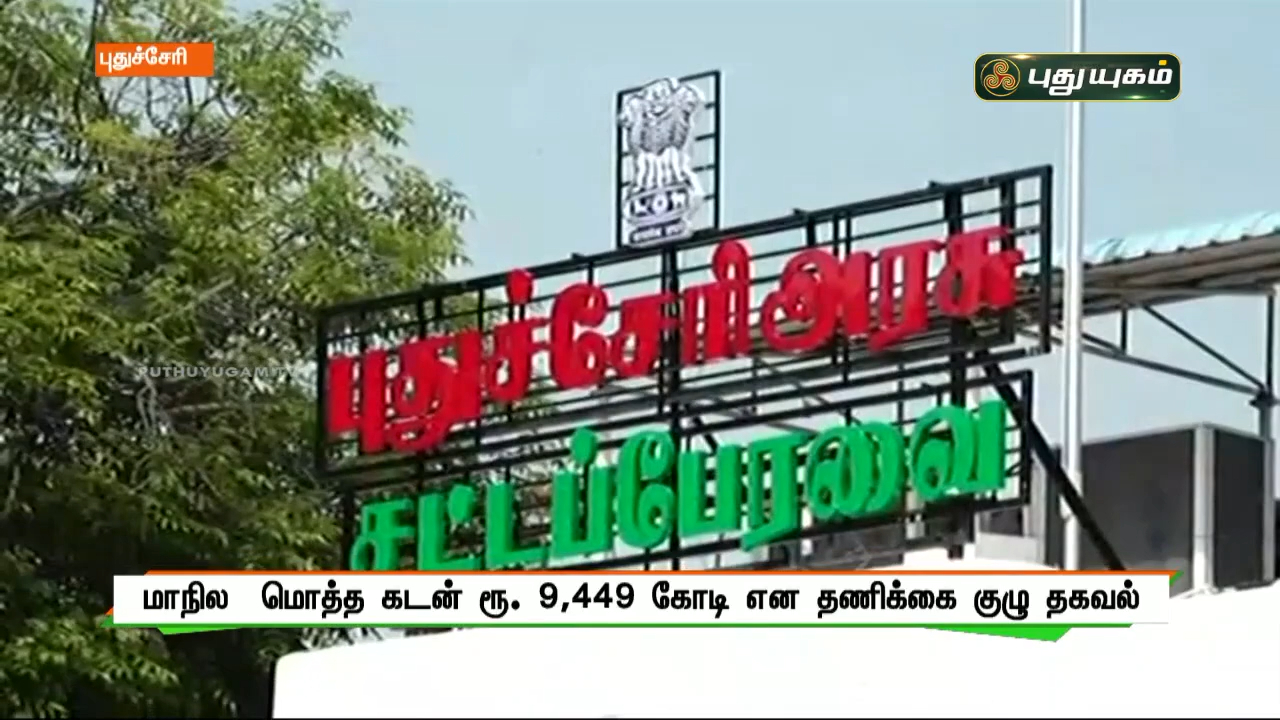 புதுச்சேரி
புதுயுகம்
புதுச்சேரி அரசு
PUTHUYUGAM TV
சட்டப்பேரவை
மாநில மொத்த கடன் ரூ. 9,449 கோடி என தணிக்கை குழு தகவல்